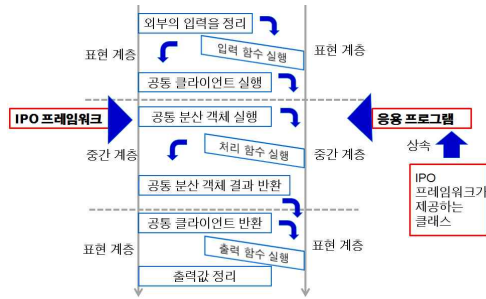 외부의 입력을 정리
표현 계층
입력 함수 실행
표현 계층
공통 클라이언트 실행
IPO 프레임워크
공통 분산 객체 실행
응용 프로그램
중간 계층
처리 함수 실행
중간 계층
상속
공통 분산 객체 결과 반환
IPO
프레임워크가
제공하는
클래스
공통 클라이언트 반환
표현 계층
출력 함수 실행
표현 계층
출력값 정리